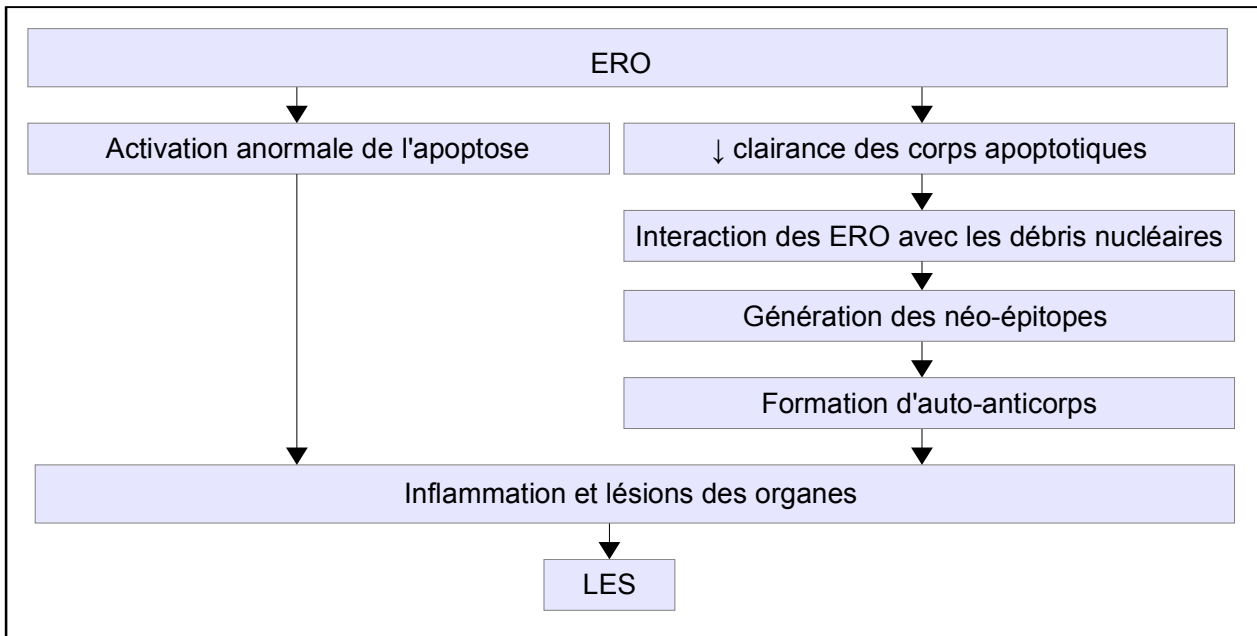 ERO
Activation anormale de l'apoptose
↓ clairance des corps apoptotiques
Interaction des ERO avec les débris nucléaires
Génération des néo-épitopes
Formation d'auto-anticorps
Inflammation et lésions des organes
LES